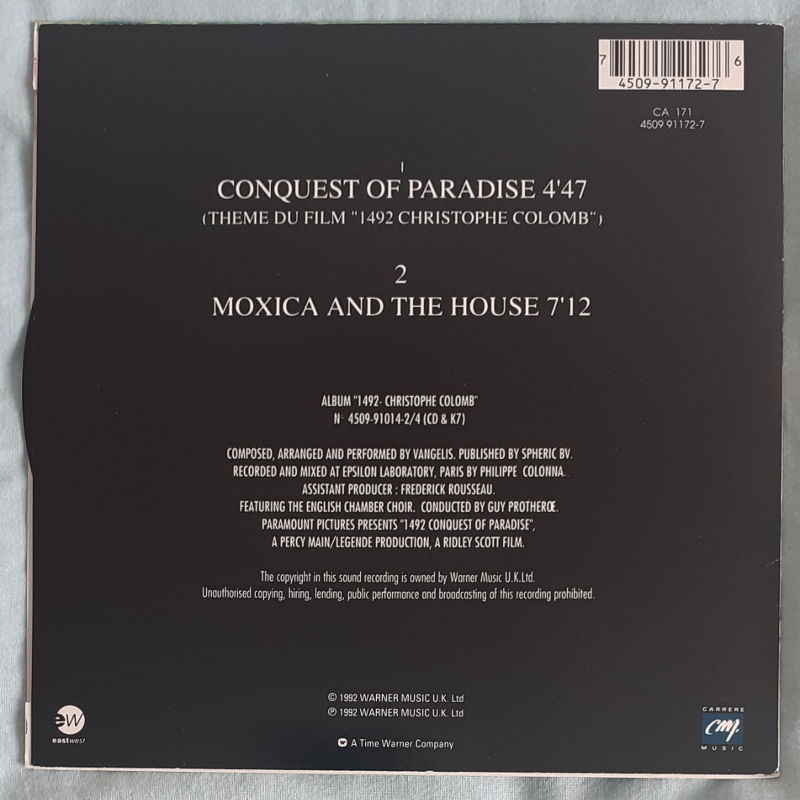 7 4509-91172-7 6
CA 171
4509 91172-7
1
CONQUEST OF PARADISE 4'47
(THEME DU FILM "1492 CHRISTOPHE COLOMB")
2
MOXICA AND THE HOUSE 7'12
ALBUM "1492- CHRISTOPHE COLOMB"
N° 4509-91014-2/4 (CD & K7)
COMPOSED, ARRANGED AND PERFORMED BY VANGELIS. PUBLISHED BY SPHERIC BV.
RECORDED AND MIXED AT EPSILON LABORATORY, PARIS BY PHILIPPE COLONNA.
ASSISTANT PRODUCER : FREDERICK ROUSSEAU.
FEATURING THE ENGLISH CHAMBER CHOIR. CONDUCTED BY GUY PROTHERŒ.
PARAMOUNT PICTURES PRESENTS "1492 CONQUEST OF PARADISE",
A PERCY MAIN/LEGENDE PRODUCTION, A RIDLEY SCOTT FILM.
The copyright in this sound recording is owned by Warner Music U.K.Ltd.
Unauthorised copying, hiring, lending, public performance and broadcasting of this recording prohibited.
© 1992 WARNER MUSIC U.K. Ltd
℗ 1992 WARNER MUSIC U.K. Ltd
A Time Warner Company
ew
eastwest
CARRERE
CM.
MUSIC